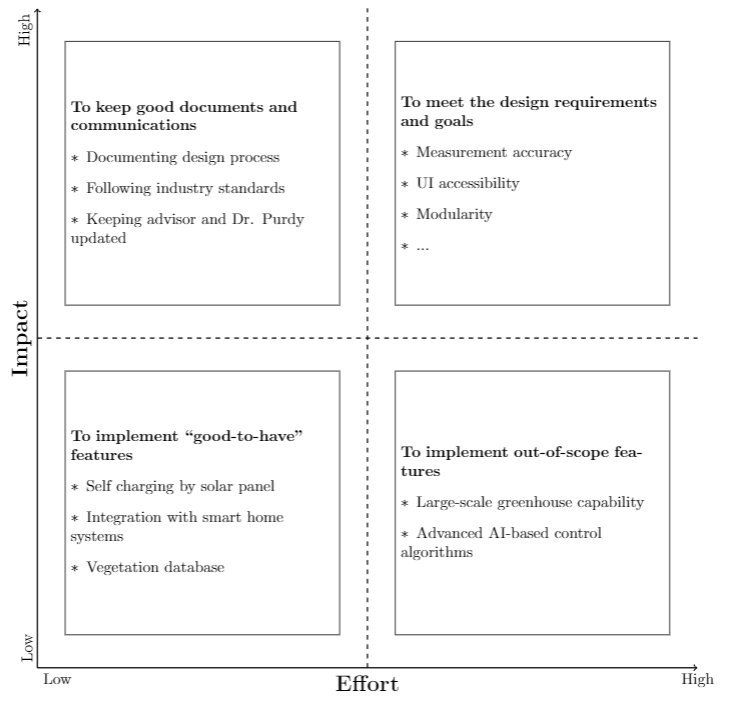 High
To keep good documents and
communications
∗ Documenting design process
∗ Following industry standards
∗ Keeping advisor and Dr. Purdy
updated
To meet the design requirements
and goals
∗ Measurement accuracy
∗ UI accessibility
∗ Modularity
∗ ...
Impact
To implement “good-to-have”
features
∗ Self charging by solar panel
∗ Integration with smart home
systems
∗ Vegetation database
To implement out-of-scope fea-
tures
∗ Large-scale greenhouse capability
∗ Advanced AI-based control
algorithms
Low
Low
Effort
High